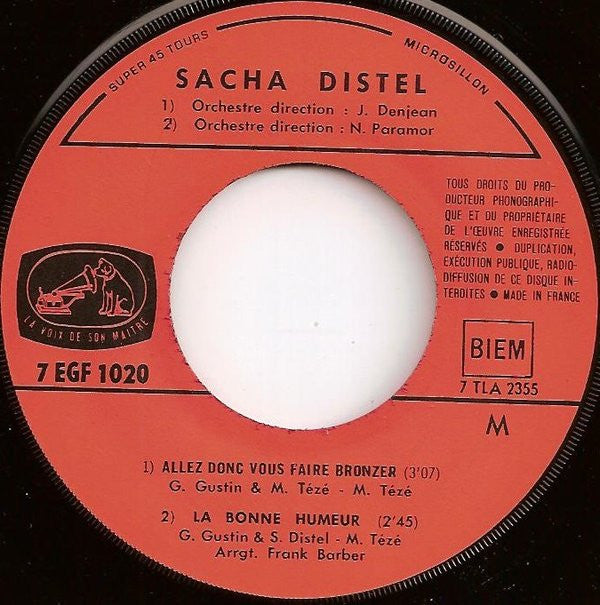 SUPER 45 TOURS
MICROSILLON
SACHA DISTEL
1) Orchestre direction : J. Denjean
2) Orchestre direction : N. Paramor
TOUS DROITS DU PRO-
DUCTEUR PHONOGRAPHI-
QUE ET DU PROPRIÉTAIRE
DE L'ŒUVRE ENREGISTRÉE
RÉSERVÉS ● DUPLICATION,
EXÉCUTION PUBLIQUE, RADIO-
DIFFUSION DE CE DISQUE IN-
TERDITES ● MADE IN FRANCE
LA VOIX DE SON MAITRE
7 EGF 1020
BIEM
7 TLA 2355
M
1) ALLEZ DONC VOUS FAIRE BRONZER (3'07)
G. Gustin & M. Tézé - M. Tézé
2) LA BONNE HUMEUR (2'45)
G. Gustin & S. Distel - M. Tézé
Arrgt. Frank Barber